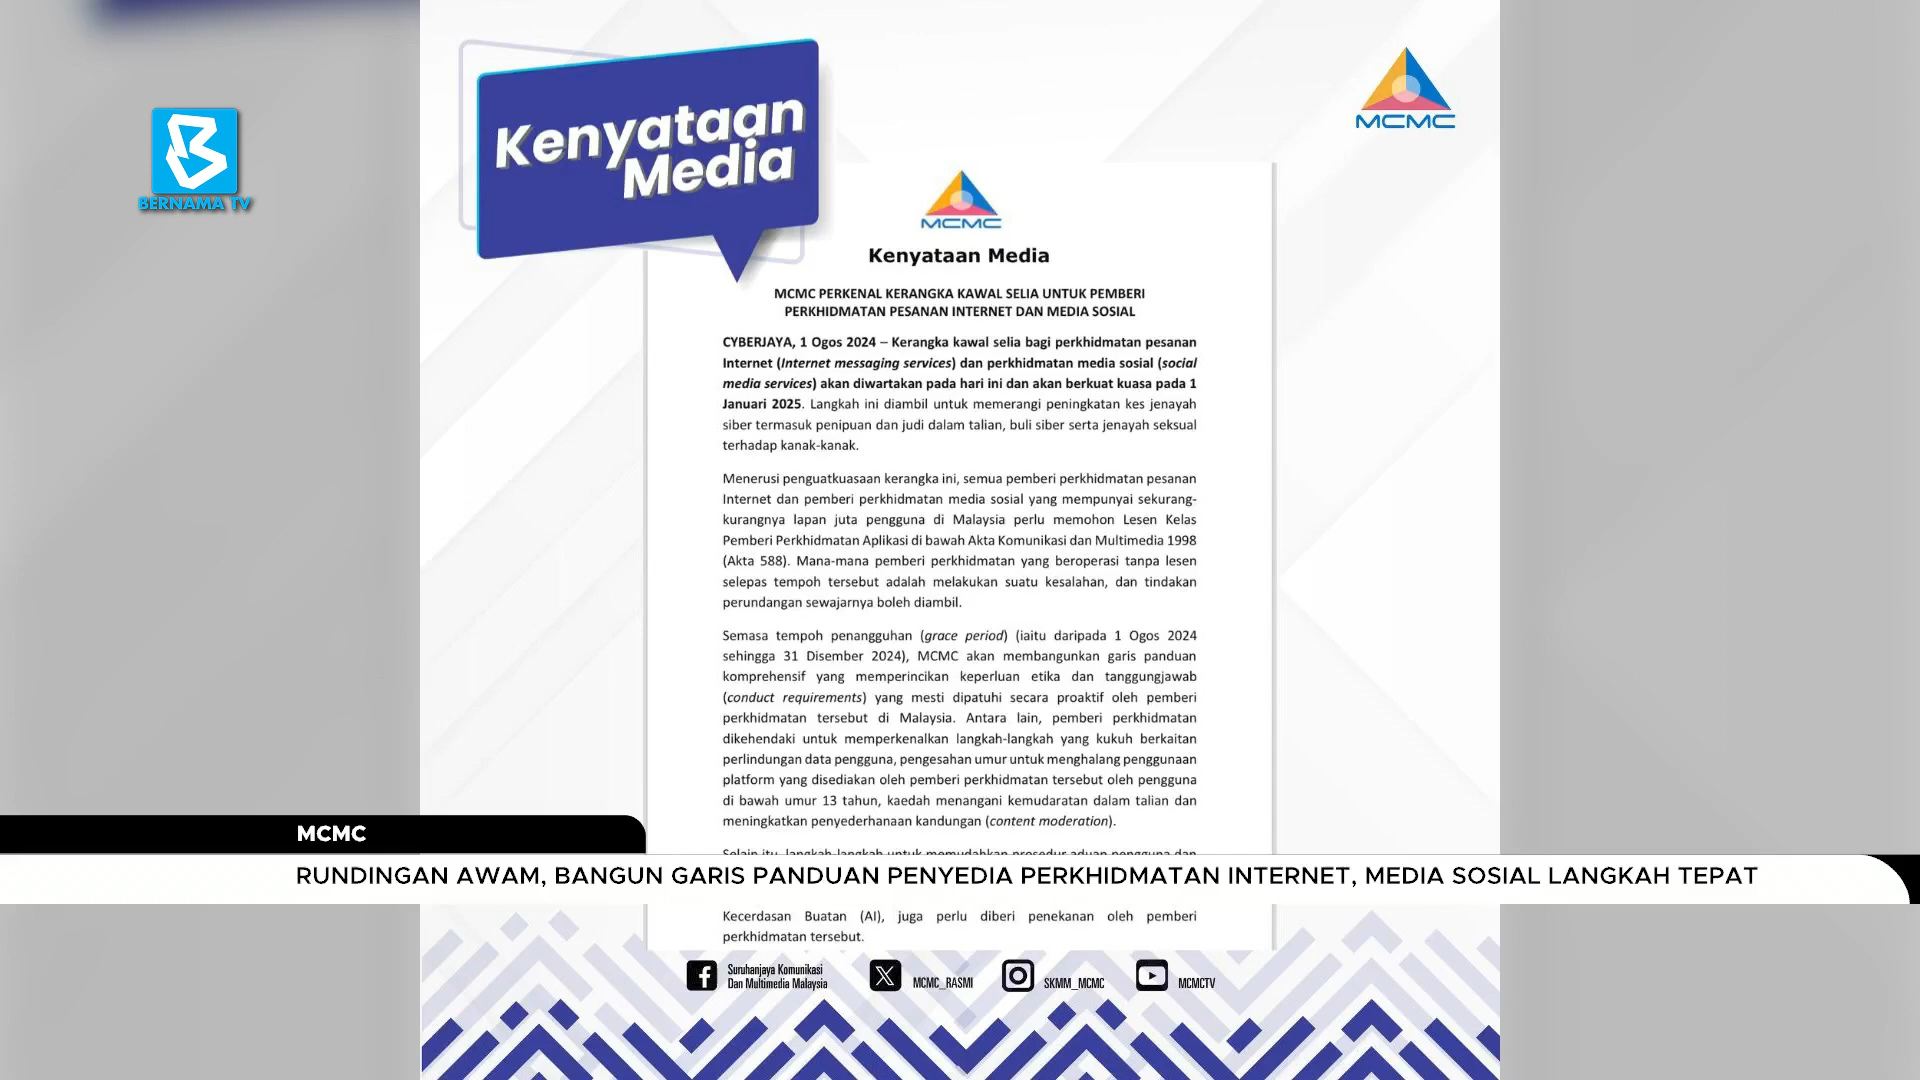 Kenyataan
Media
MCMC
BERNAMA TV
MCMC
Kenyataan Media
MCMC PERKENAL KERANGKA KAWAL SELIA UNTUK PEMBERI
PERKHIDMATAN PESANAN INTERNET DAN MEDIA SOSIAL
CYBERJAYA, 1 Ogos 2024 – Kerangka kawal selia bagi perkhidmatan pesanan
Internet (Internet messaging services) dan perkhidmatan media sosial (social
media services) akan diwartakan pada hari ini dan akan berkuat kuasa pada 1
Januari 2025. Langkah ini diambil untuk memerangi peningkatan kes jenayah
siber termasuk penipuan dan judi dalam talian, buli siber serta jenayah seksual
terhadap kanak-kanak.
Menerusi penguatkuasaan kerangka ini, semua pemberi perkhidmatan pesanan
Internet dan pemberi perkhidmatan media sosial yang mempunyai sekurang-
kurangnya lapan juta pengguna di Malaysia perlu memohon Lesen Kelas
Pemberi Perkhidmatan Aplikasi di bawah Akta Komunikasi dan Multimedia 1998
(Akta 588). Mana-mana pemberi perkhidmatan yang beroperasi tanpa lesen
selepas tempoh tersebut adalah melakukan suatu kesalahan, dan tindakan
perundangan sewajarnya boleh diambil.
Semasa tempoh penangguhan (grace period) (iaitu daripada 1 Ogos 2024
sehingga 31 Disember 2024), MCMC akan membangunkan garis panduan
komprehensif yang memperincikan keperluan etika dan tanggungjawab
(conduct requirements) yang mesti dipatuhi secara proaktif oleh pemberi
perkhidmatan tersebut di Malaysia. Antara lain, pemberi perkhidmatan
dikehendaki untuk memperkenalkan langkah-langkah yang kukuh berkaitan
perlindungan data pengguna, pengesahan umur untuk menghalang penggunaan
platform yang disediakan oleh pemberi perkhidmatan tersebut oleh pengguna
di bawah umur 13 tahun, kaedah menangani kemudaratan dalam talian dan
meningkatkan penyederhanaan kandungan (content moderation).
Selain itu, langkah-langkah untuk memudahkan prosedur aduan pengguna dan
MCMC
RUNDINGAN AWAM, BANGUN GARIS PANDUAN PENYEDIA PERKHIDMATAN INTERNET, MEDIA SOSIAL LANGKAH TEPAT
Kecerdasan Buatan (AI), juga perlu diberi penekanan oleh pemberi
perkhidmatan tersebut.
Suruhanjaya Komunikasi
Dan Multimedia Malaysia
MCMC_RASMI
SKMM_MCMC
MCMCTV